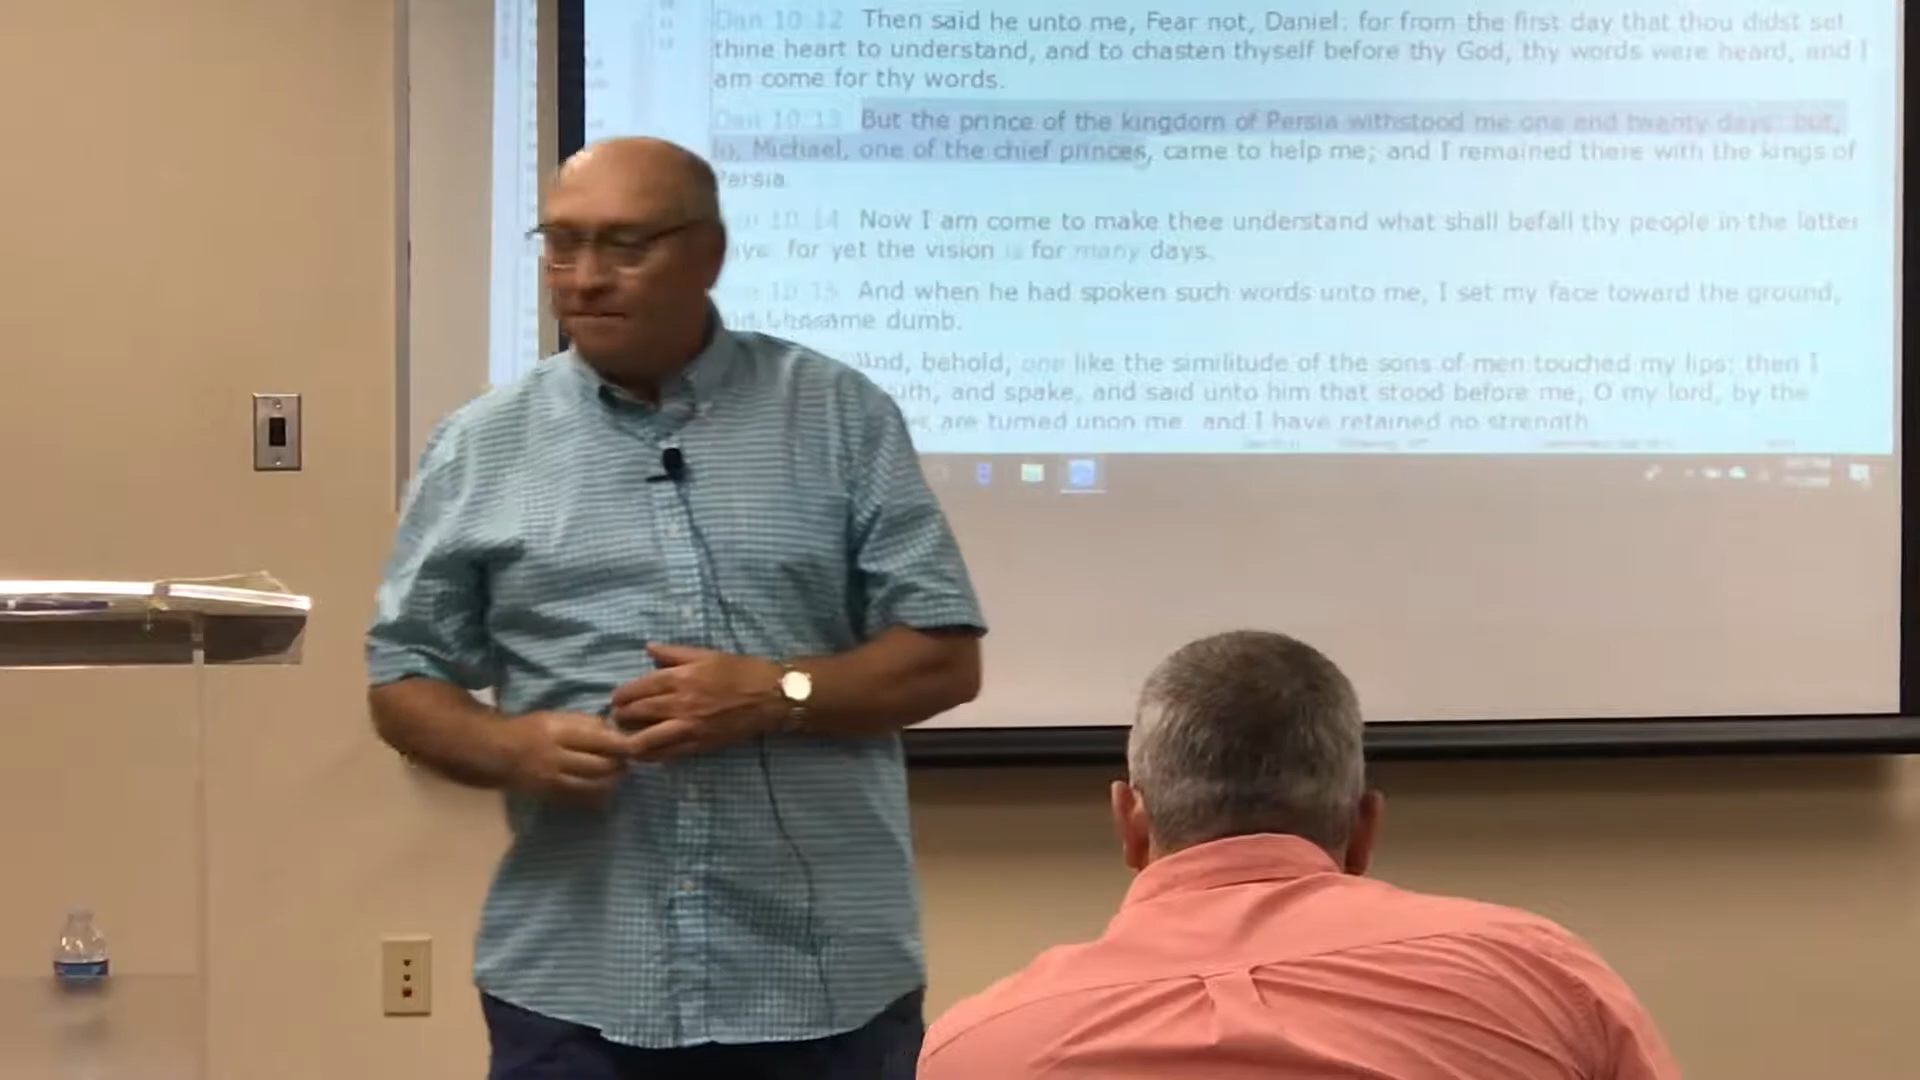 Dan 10:12 Then said he unto me, Fear not, Daniel: for from the first day that thou didst set
thine heart to understand, and to chasten thyself before thy God, thy words were heard, and I
am come for thy words.
Dan 10:13 But the prince of the kingdom of Persia withstood me one and twenty days: but,
lo, Michael, one of the chief princes, came to help me; and I remained there with the kings of
Persia.
10:14 Now I am come to make thee understand what shall befall thy people in the latter
for yet the vision is for many days.
10:15 And when he had spoken such words unto me, I set my face toward the ground,
and I became dumb.
And, behold, one like the similitude of the sons of men touched my lips: then I
and spake, and said unto him that stood before me, O my lord, by the
are turned upon me, and I have retained no strength.